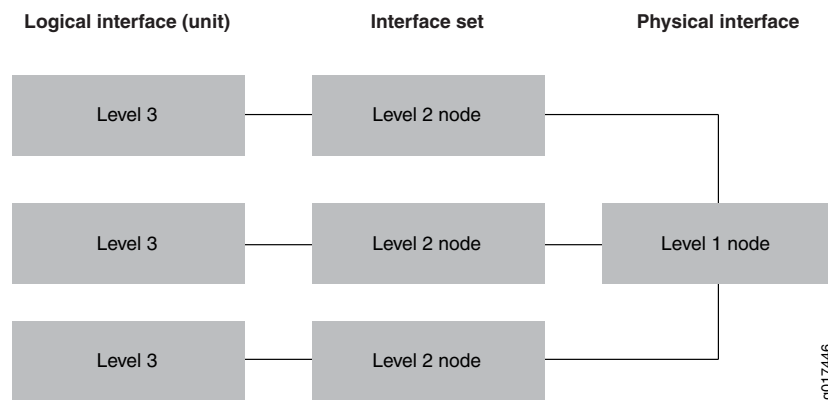 Logical interface (unit) Interface set Physical interface
Level 3 Level 2 node
Level 3 Level 2 node Level 1 node
Level 3 Level 2 node
g017446